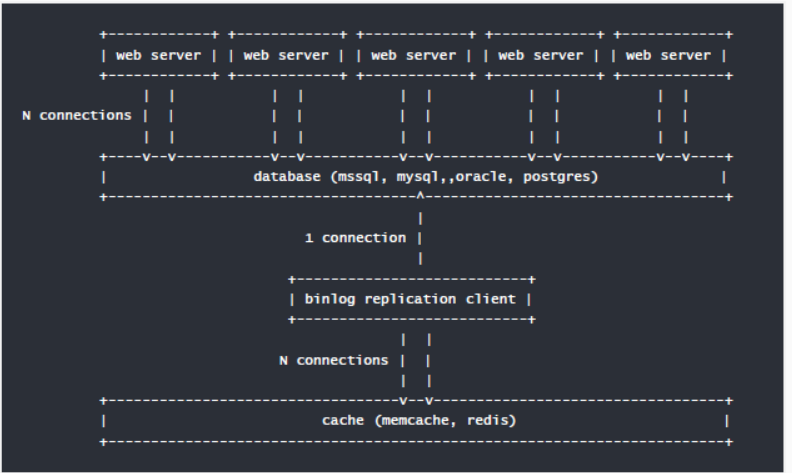 web server | | web server | | web server | | web server | | web server
N connections
database (mssql, mysql,,oracle, postgres)
1 connection
binlog replication client
N connections
cache (memcache, redis)